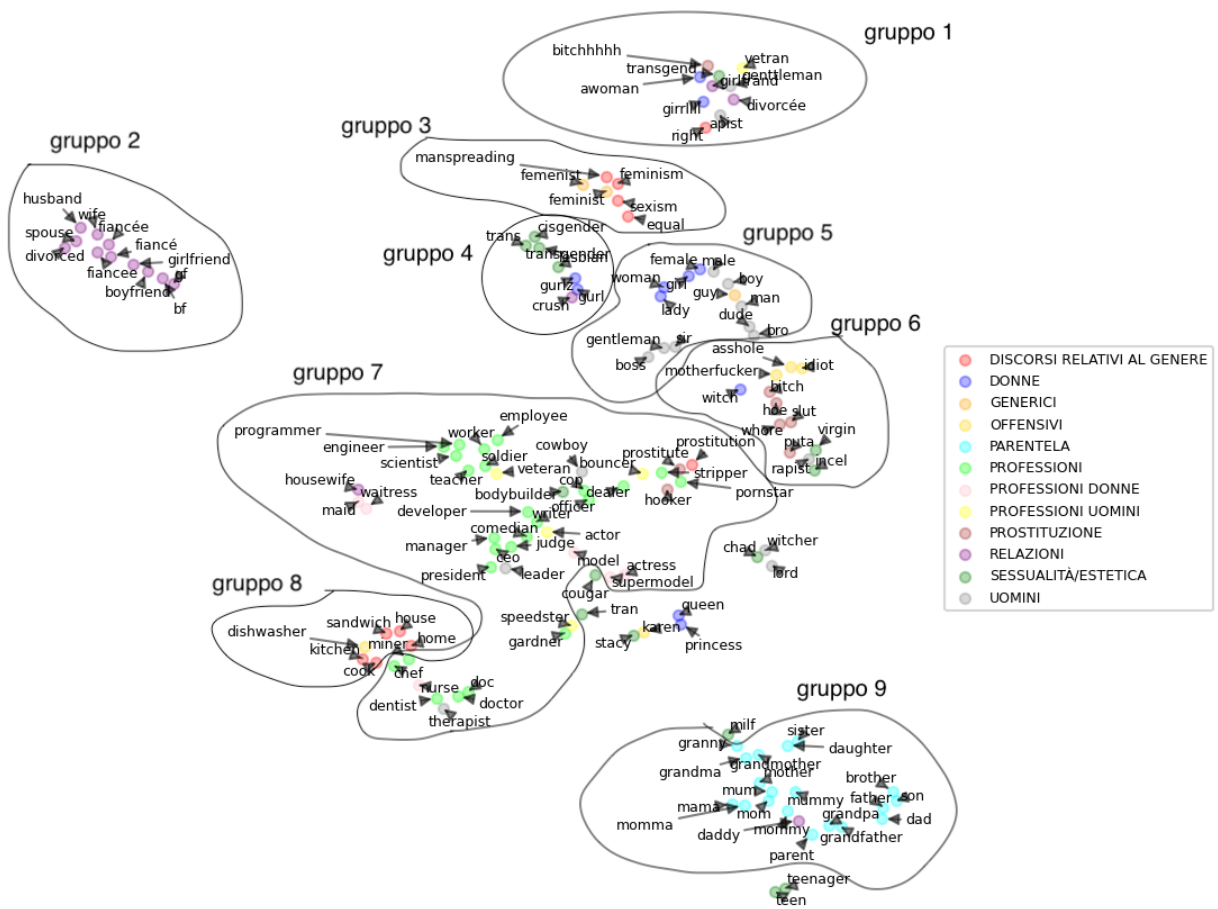 gruppo 1
bitchhhhh
vetran
transgend
genttleman
awoman
girlfrand
girrllll
divorcée
apist
right
gruppo 2
husband
wife
fiancée
spouse
fiancé
divorced
girlfriend
fiancee
gf
boyfriend
bf
gruppo 3
manspreading
femenist
feminism
feminist
sexism
equal
gruppo 4
cisgender
trans
transgender
lesbian
gurlz
gurl
crush
gruppo 5
female
male
woman
girl
boy
guy
man
lady
dude
gentleman
sir
bro
boss
gruppo 6
asshole
idiot
motherfucker
bitch
witch
hoe
slut
whore
virgin
puta
incel
rapist
gruppo 7
employee
programmer
worker
engineer
cowboy
prostitution
scientist
soldier
bouncer
prostitute
teacher
veteran
cop
stripper
housewife
waitress
bodybuilder
dealer
pornstar
maid
officer
hooker
developer
writer
comedian
actor
manager
judge
ceo
model
president
leader
actress
supermodel
cougar
chad
witcher
lord
gruppo 8
sandwich
house
speedster
tran
queen
dishwasher
home
karen
kitchen
miner
gardner
stacy
princess
cook
chef
nurse
doc
dentist
doctor
therapist
gruppo 9
milf
sister
granny
daughter
grandma
grandmother
mother
brother
mum
father
son
mama
mummy
momma
mom
grandpa
dad
daddy
mommy
grandfather
parent
teenager
teen
DISCORSI RELATIVI AL GENERE
DONNE
GENERICI
OFFENSIVI
PARENTELA
PROFESSIONI
PROFESSIONI DONNE
PROFESSIONI UOMINI
PROSTITUZIONE
RELAZIONI
SESSUALITÀ/ESTETICA
UOMINI